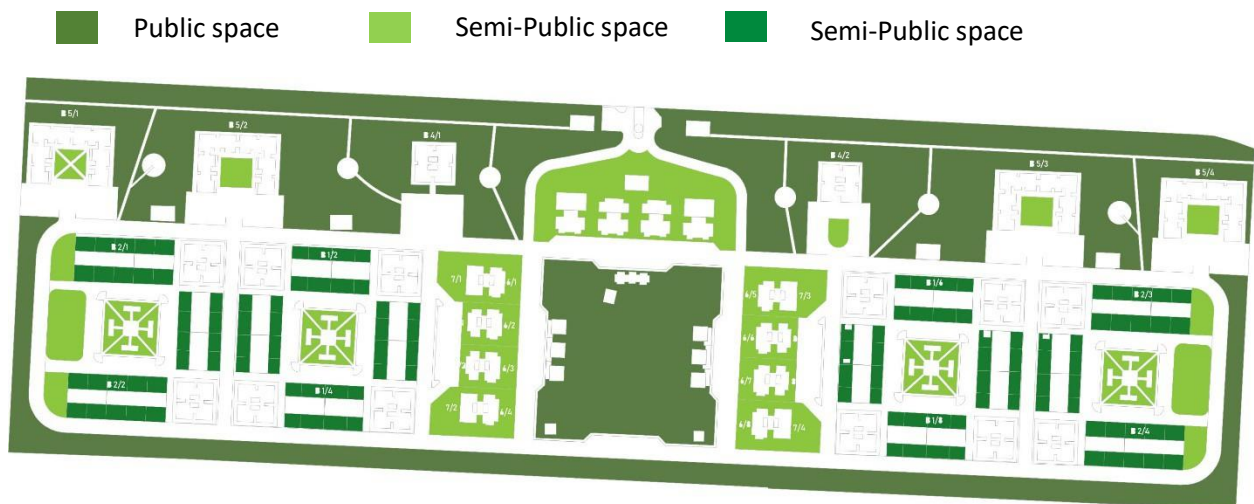 Public space
Semi-Public space
Semi-Public space
B 5/1
B 5/2
B 4/1
B 4/2
B 5/3
B 5/4
B 2/1
B 1/2
7/1
6/1
6/5
7/3
B 1/6
B 2/3
6/2
6/6
6/3
6/7
B 2/2
B 1/4
7/2
6/4
6/8
7/4
B 1/8
B 2/4